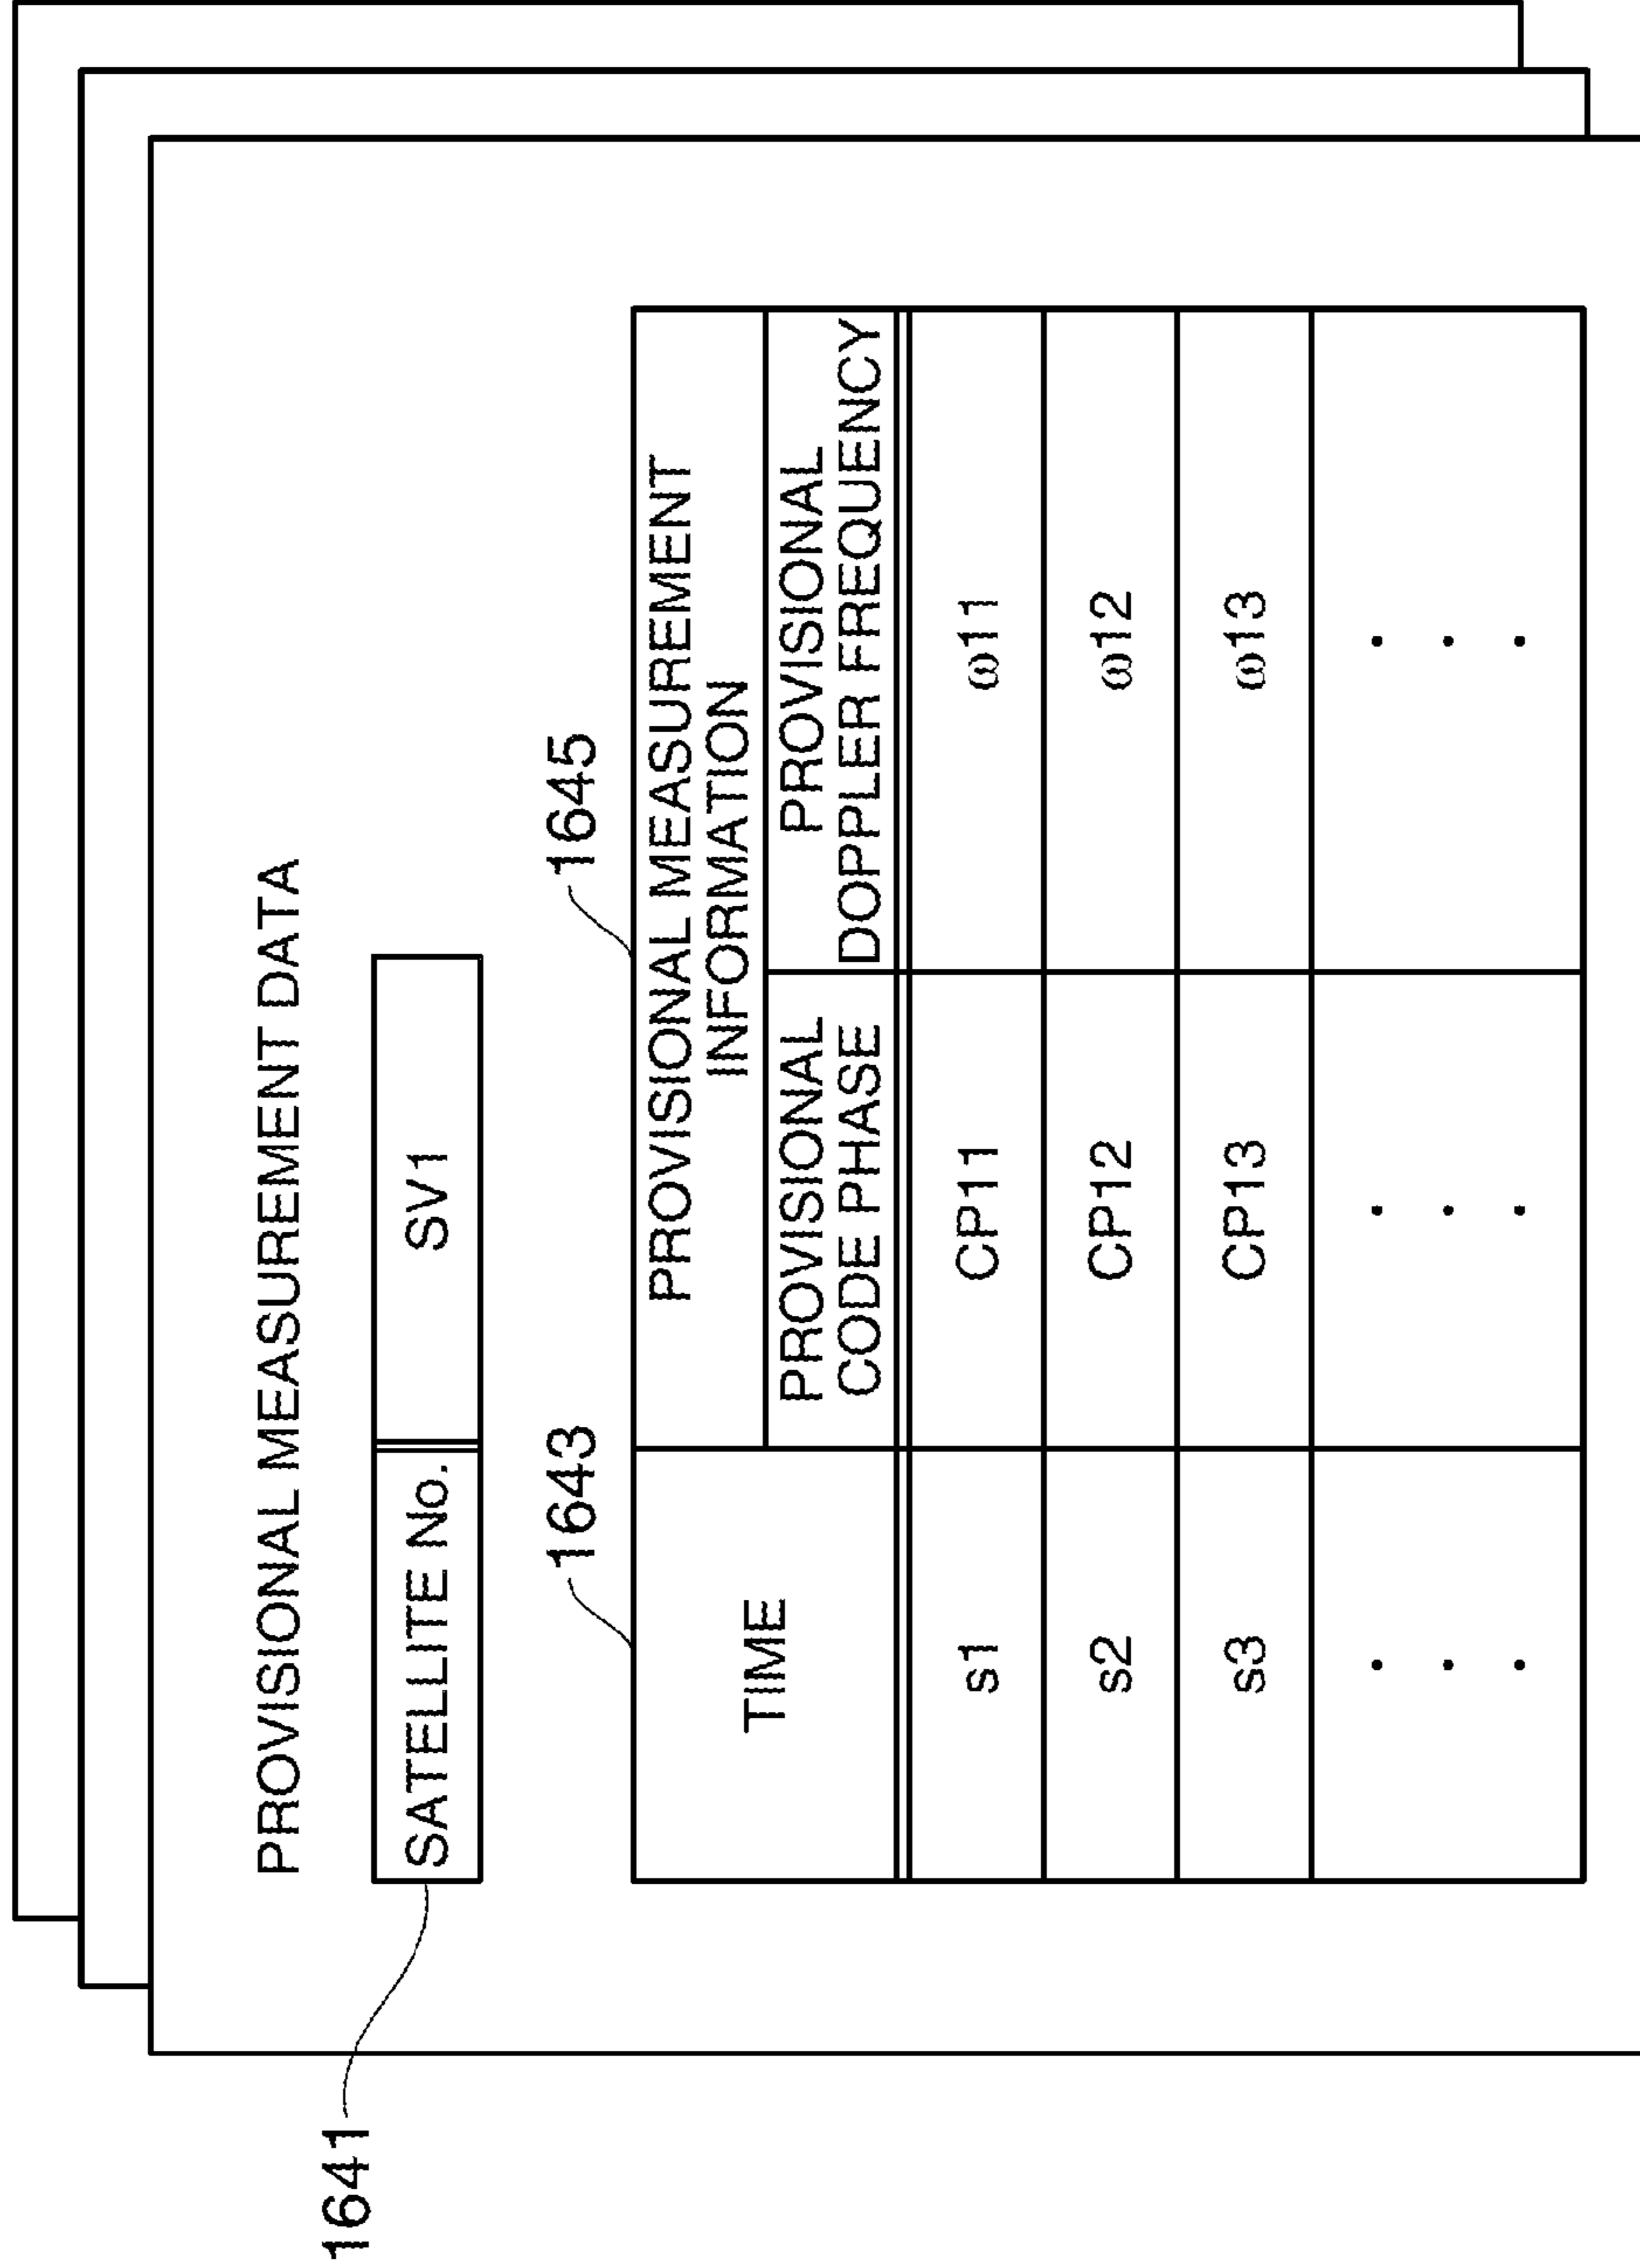 PROVISIONAL MEASUREMENT DATA
1641
SATELLITE No. SV1
1643 1645
TIME
PROVISIONAL MEASUREMENT
INFORMATION
PROVISIONAL
CODE PHASE
PROVISIONAL
DOPPLER FREQUENCY
s1 CP11 ω11
s2 CP12 ω12
s3 CP13 ω13
. . .
. . .
. . .